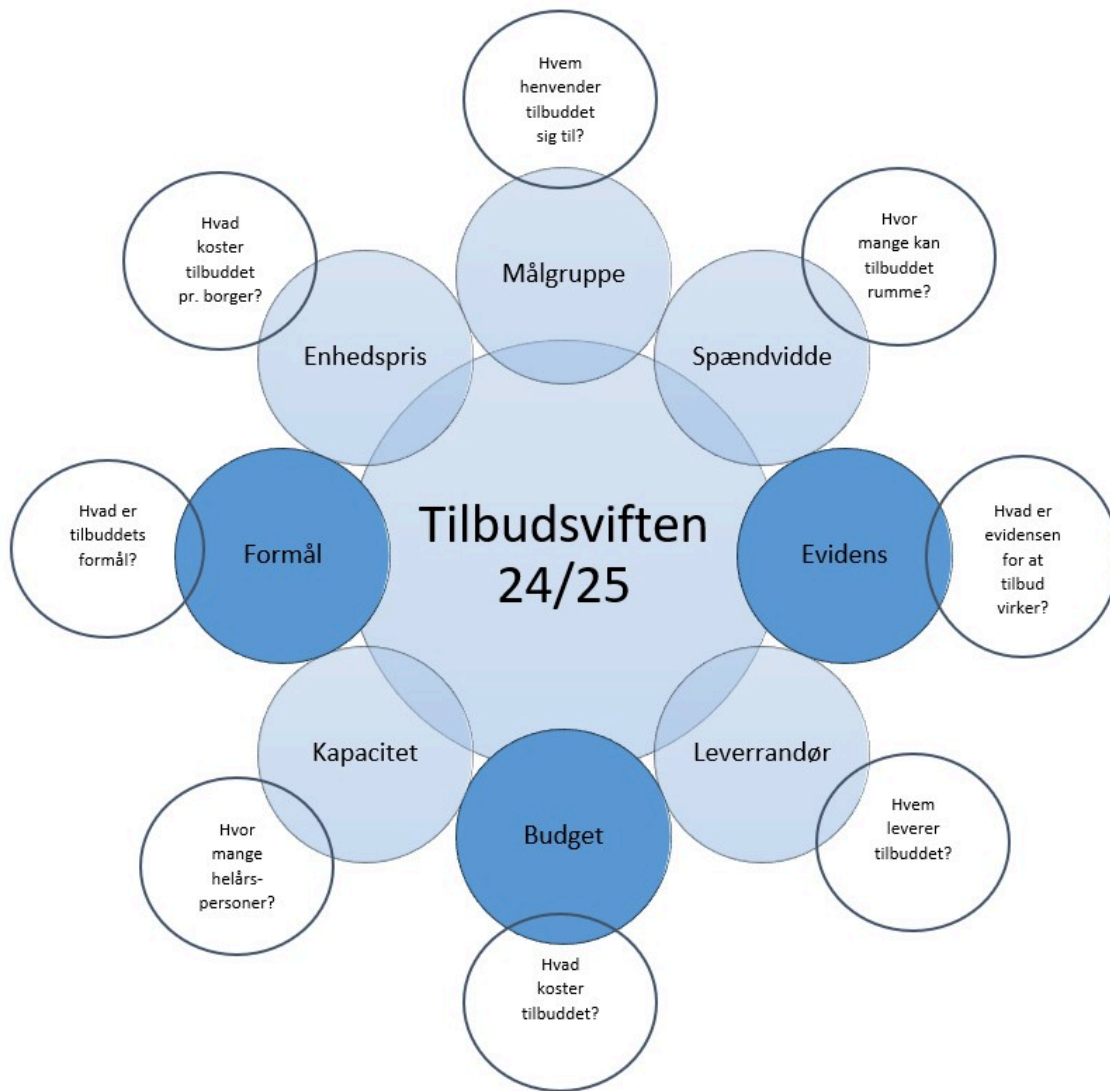 Hvem
henvender
tilbuddet
sig til?
Målgruppe
Hvor
mange kan
tilbuddet
rumme?
Spændvidde
Hvad er
evidensen
for at
tilbud
virker?
Evidens
Hvem
leverer
tilbuddet?
Leverrandør
Hvad
koster
tilbuddet?
Budget
Hvor
mange
helårs-
personer?
Kapacitet
Hvad er
tilbuddets
formål?
Formål
Hvad
koster
tilbuddet
pr. borger?
Enhedspris
Tilbudsviften
24/25